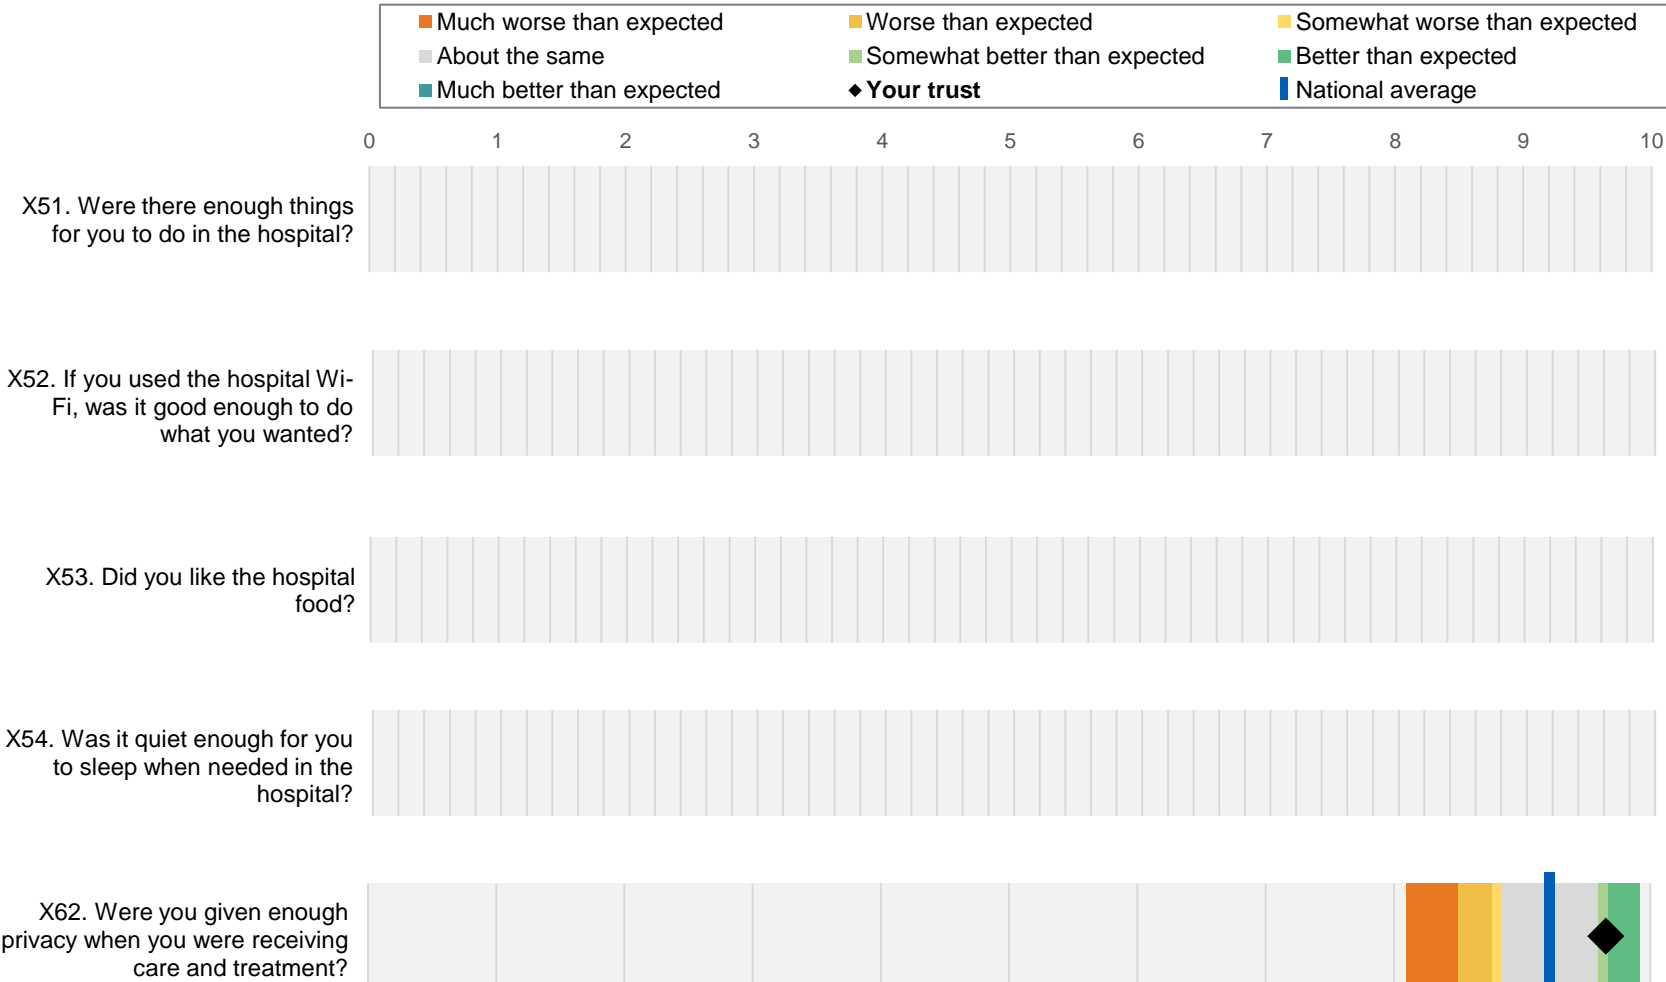 Much worse than expected
Worse than expected
Somewhat worse than expected
About the same
Somewhat better than expected
Better than expected
Much better than expected
Your trust
National average
0 1 2 3 4 5 6 7 8 9 10
X51. Were there enough things
for you to do in the hospital?
X52. If you used the hospital Wi-
Fi, was it good enough to do
what you wanted?
X53. Did you like the hospital
food?
X54. Was it quiet enough for you
to sleep when needed in the
hospital?
X62. Were you given enough
privacy when you were receiving
care and treatment?